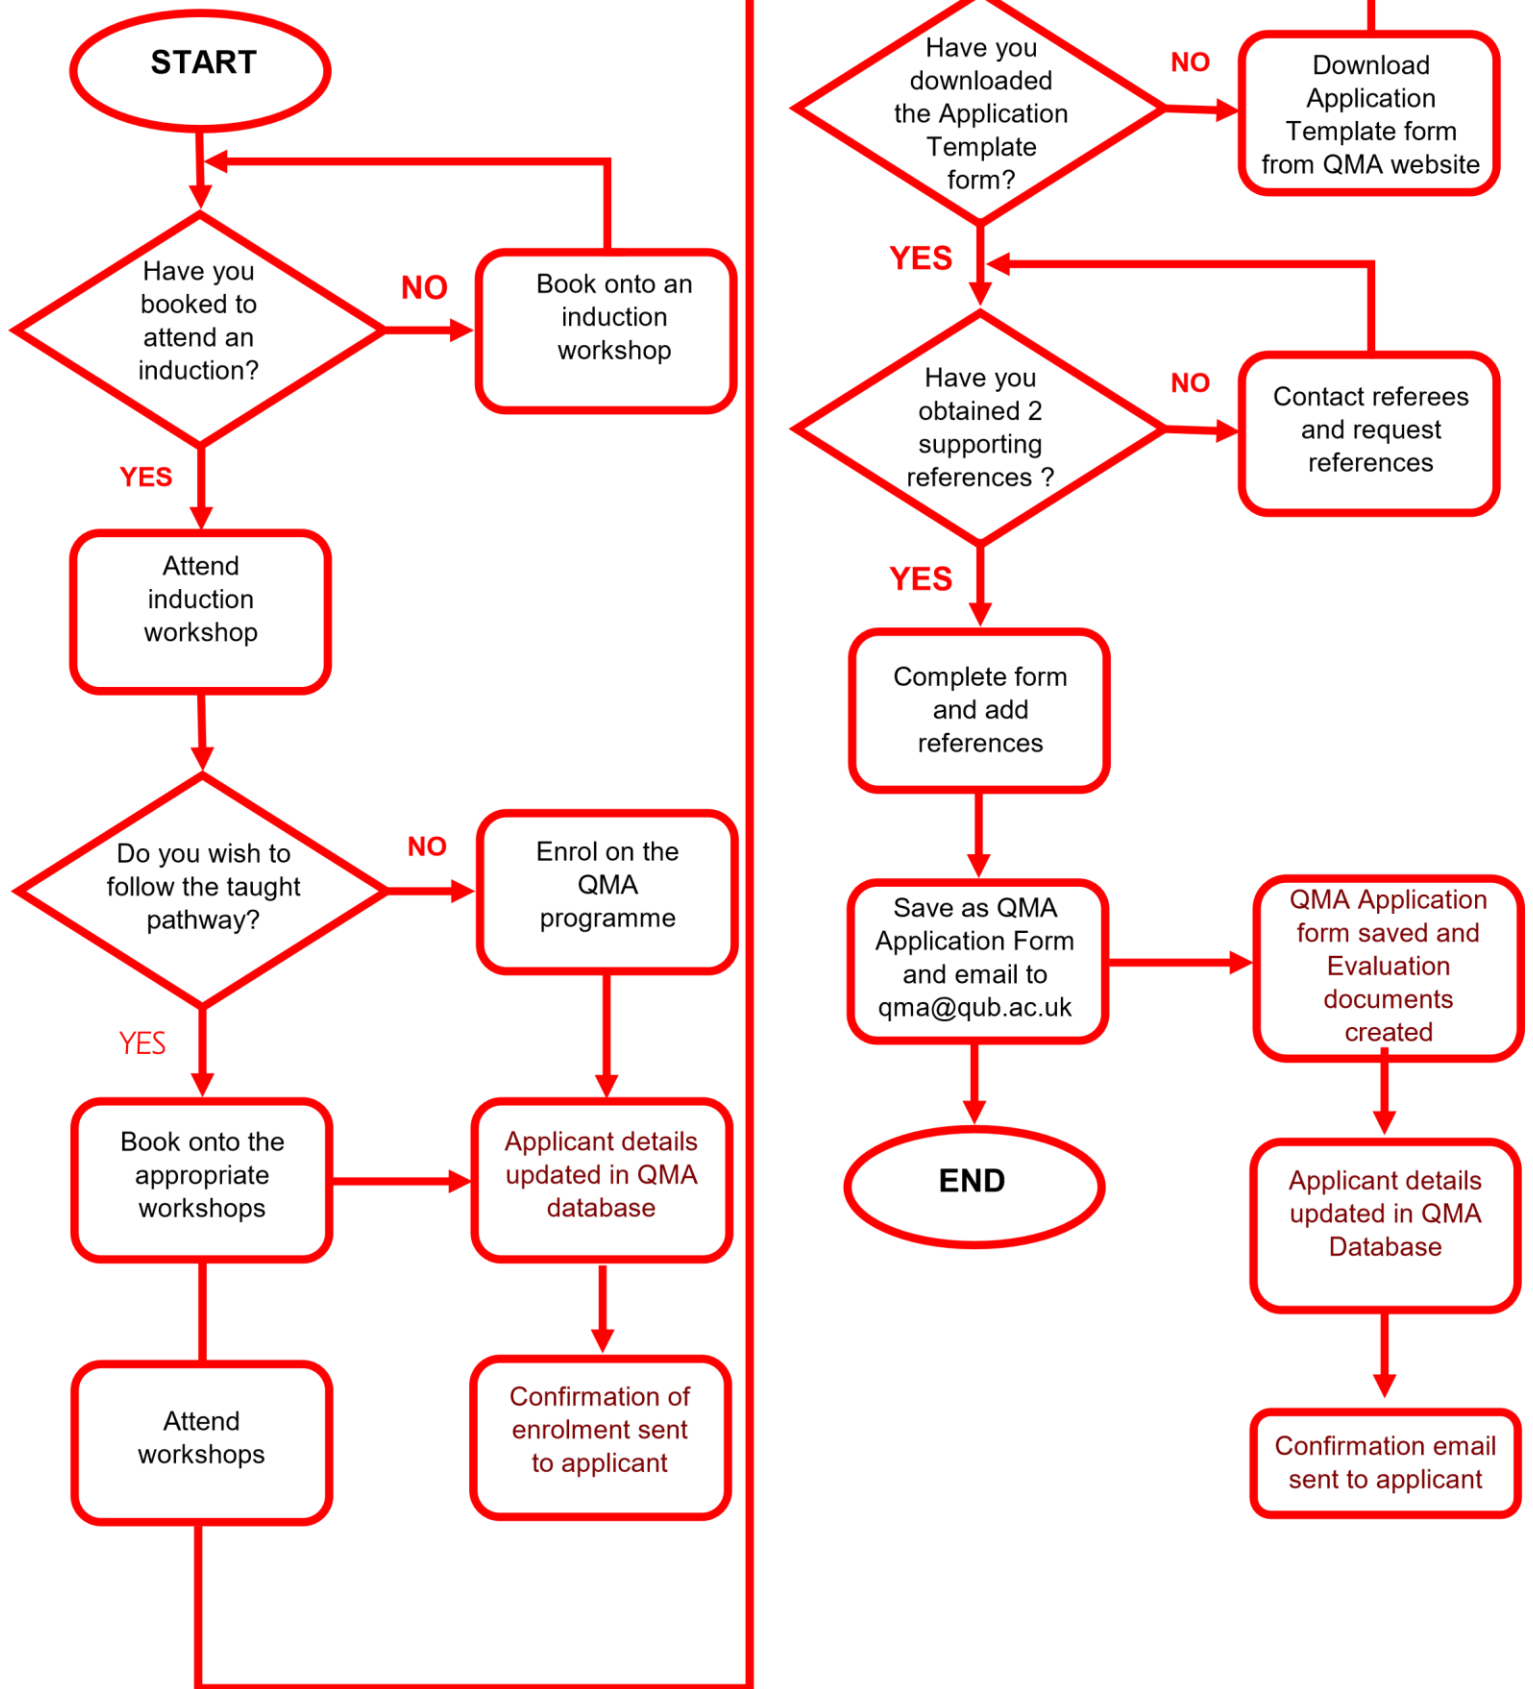 START
Have you
booked to
attend an
induction?
NO
Book onto an
induction
workshop
YES
Attend
induction
workshop
Do you wish to
follow the taught
pathway?
NO
Enrol on the
QMA
programme
YES
Book onto the
appropriate
workshops
Applicant details
updated in QMA
database
Attend
workshops
Confirmation of
enrolment sent
to applicant
Have you
downloaded
the Application
Template
form?
NO
Download
Application
Template form
from QMA website
YES
Have you
obtained 2
supporting
references ?
NO
Contact referees
and request
references
YES
Complete form
and add
references
Save as QMA
Application Form
and email to
qma@qub.ac.uk
QMA Application
form saved and
Evaluation
documents
created
END
Applicant details
updated in QMA
Database
Confirmation email
sent to applicant